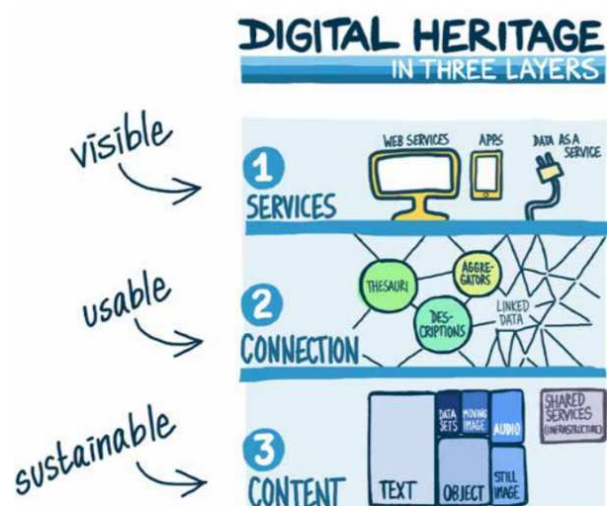 DIGITAL HERITAGE
IN THREE LAYERS
visible
1
SERVICES
WEB SERVICES
APPS
DATA AS A
SERVICE
usable
2
CONNECTION
THESAURI
AGGRE-
GATORS
DES-
CRIPTIONS
LINKED
DATA
sustainable
3
CONTENT
TEXT
DATA
SETS
MOVING
IMAGE
AUDIO
OBJECT
STILL
IMAGE
SHARED
SERVICES
(INFRASTRUCTURE)